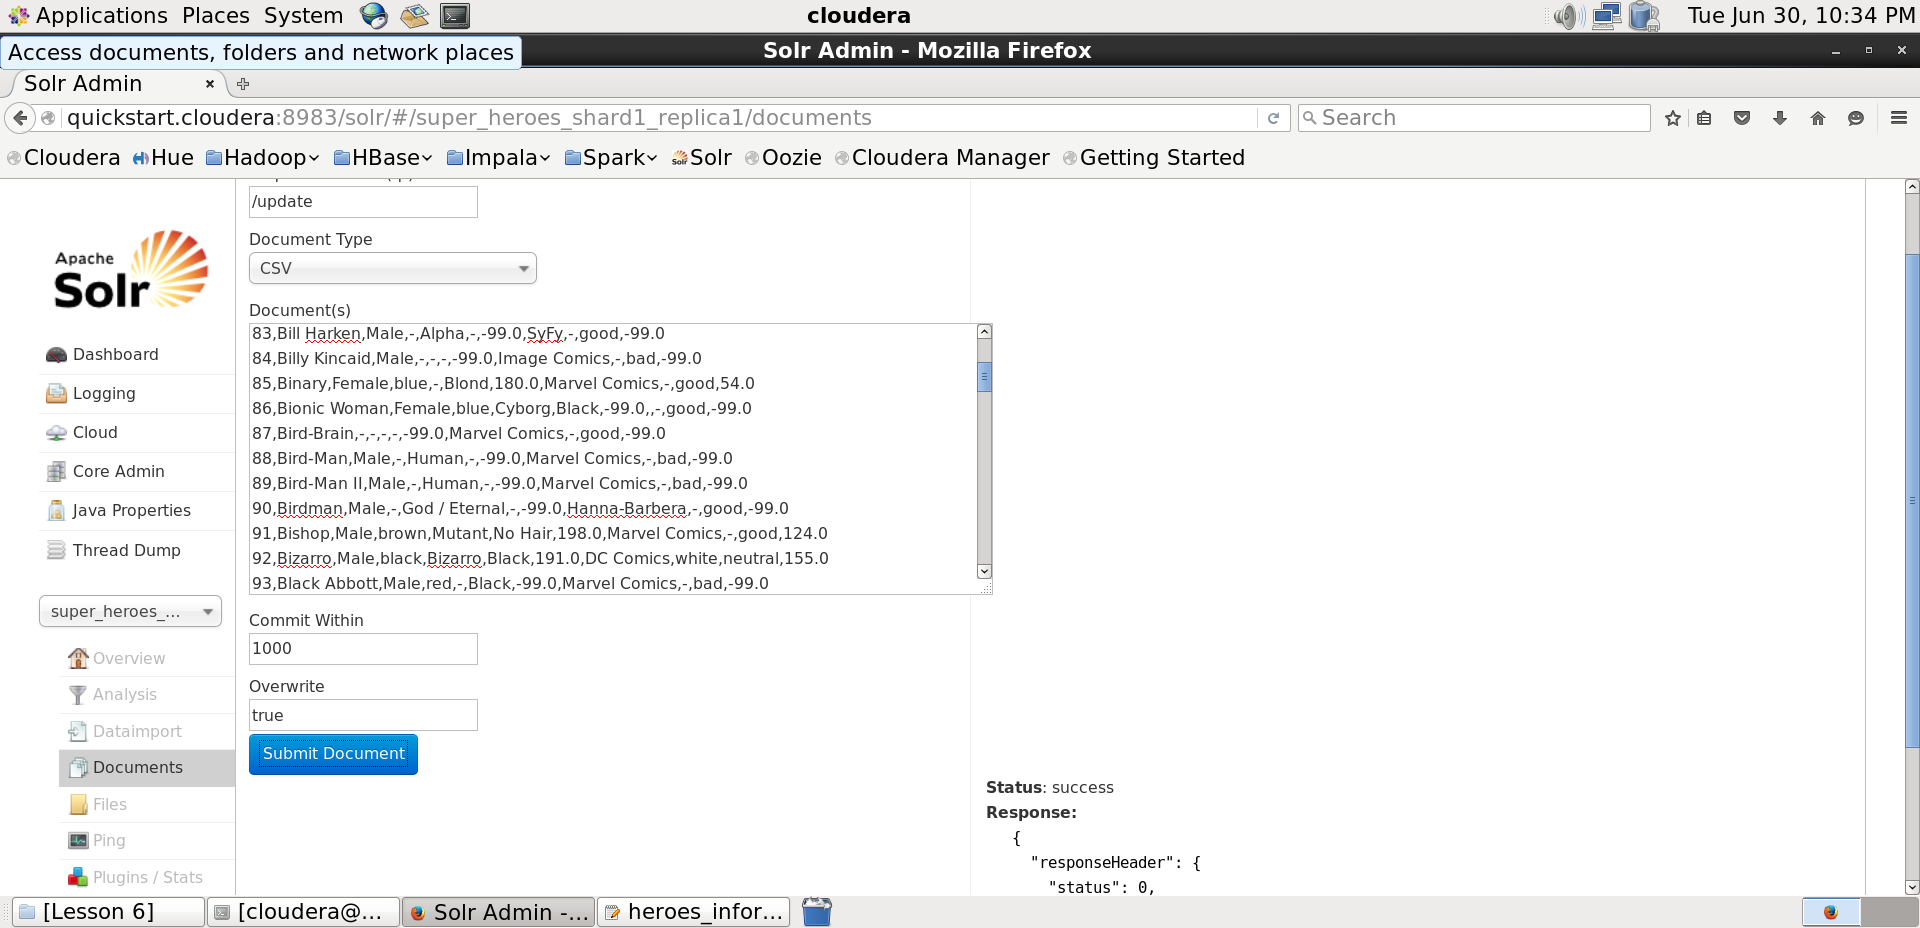 Applications Places System
cloudera
Tue Jun 30, 10:34 PM
Access documents, folders and network places
Solr Admin - Mozilla Firefox
Solr Admin
quickstart.cloudera:8983/solr/#/super_heroes_shard1_replica1/documents
Search
Cloudera Hue Hadoop HBase Impala Spark Solr Oozie Cloudera Manager Getting Started
Apache
Solr
Dashboard
Logging
Cloud
Core Admin
Java Properties
Thread Dump
super_heroes_...
Overview
Analysis
Dataimport
Documents
Files
Ping
Plugins / Stats
/update
Document Type
CSV
Document(s)
83,Bill Harken,Male,-,Alpha,-,-99.0,SyFy,-,good,-99.0
84,Billy Kincaid,Male,-,-,-,-99.0,Image Comics,-,bad,-99.0
85,Binary,Female,blue,-,Blond,180.0,Marvel Comics,-,good,54.0
86,Bionic Woman,Female,blue,Cyborg,Black,-99.0,,-,good,-99.0
87,Bird-Brain,-,-,-,-,-99.0,Marvel Comics,-,good,-99.0
88,Bird-Man,Male,-,Human,-,-99.0,Marvel Comics,-,bad,-99.0
89,Bird-Man II,Male,-,Human,-,-99.0,Marvel Comics,-,bad,-99.0
90,Birdman,Male,-,God / Eternal,-,-99.0,Hanna-Barbera,-,good,-99.0
91,Bishop,Male,brown,Mutant,No Hair,198.0,Marvel Comics,-,good,124.0
92,Bizarro,Male,black,Bizarro,Black,191.0,DC Comics,white,neutral,155.0
93,Black Abbott,Male,red,-,Black,-99.0,Marvel Comics,-,bad,-99.0
Commit Within
1000
Overwrite
true
Submit Document
Status: success
Response:
{
"responseHeader": {
"status": 0,
[Lesson 6]
[cloudera@...
Solr Admin -...
heroes_infor...